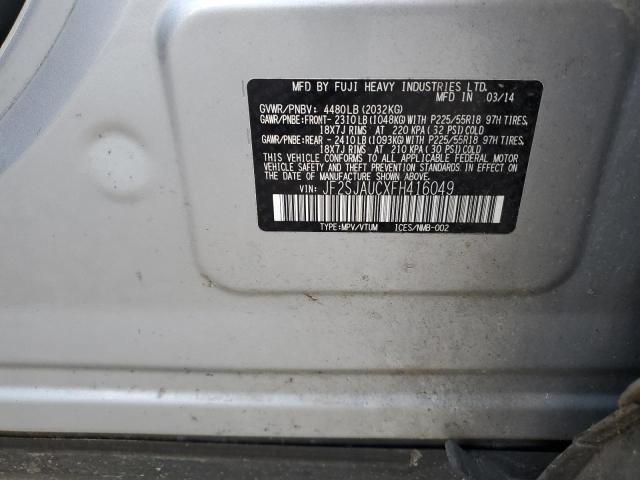 MFD BY FUJI HEAVY INDUSTRIES LTD.
MFD IN 03/14
GVWR/PNBV: 4480LB (2032KG)
GAWR/PNBE:FRONT- 2310LB (1048KG) WITH P225/55R18 97H TIRES,
18X7J RIMS AT 220 KPA (32 PSI) COLD
GAWR/PNBE:REAR - 2410LB (1093KG) WITH P225/55R18 97H TIRES,
18X7J RIMS AT 210 KPA (30 PSI) COLD
THIS VEHICLE CONFORMS TO ALL APPLICABLE FEDERAL MOTOR
VEHICLE SAFETY AND THEFT PREVENTION STANDARDS IN EFFECT ON
THE DATE OF MANUFACTURE SHOWN ABOVE.
VIN: JF2SJAUCXFH416049
TYPE:MPV/VTUM ICES/NMB-002